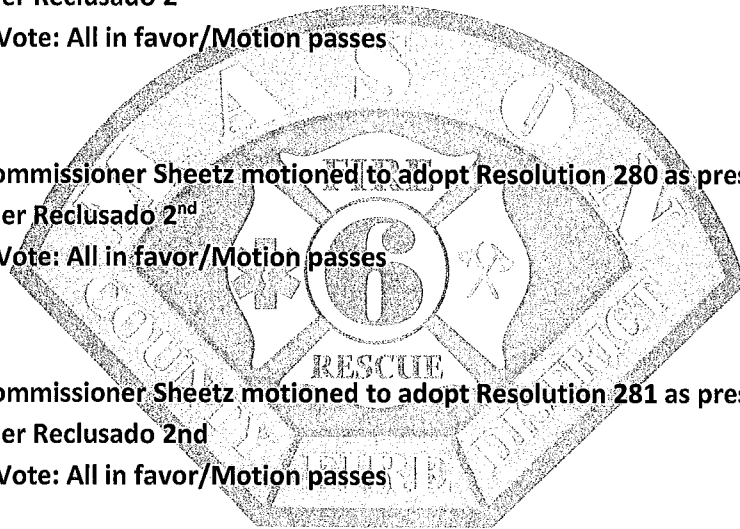 er Reclusado 2
Vote: All in favor/Motion passes
ommissioner Sheetz motioned to adopt Resolution 280 as pres
er Reclusado 2nd
Vote: All in favor/Motion passes
ommissioner Sheetz motioned to adopt Resolution 281 as pres
er Reclusado 2nd
Vote: All in favor/Motion passes
MASON
FIRE
6
RESCUE
COUNTY
FIRE
DISTRICT